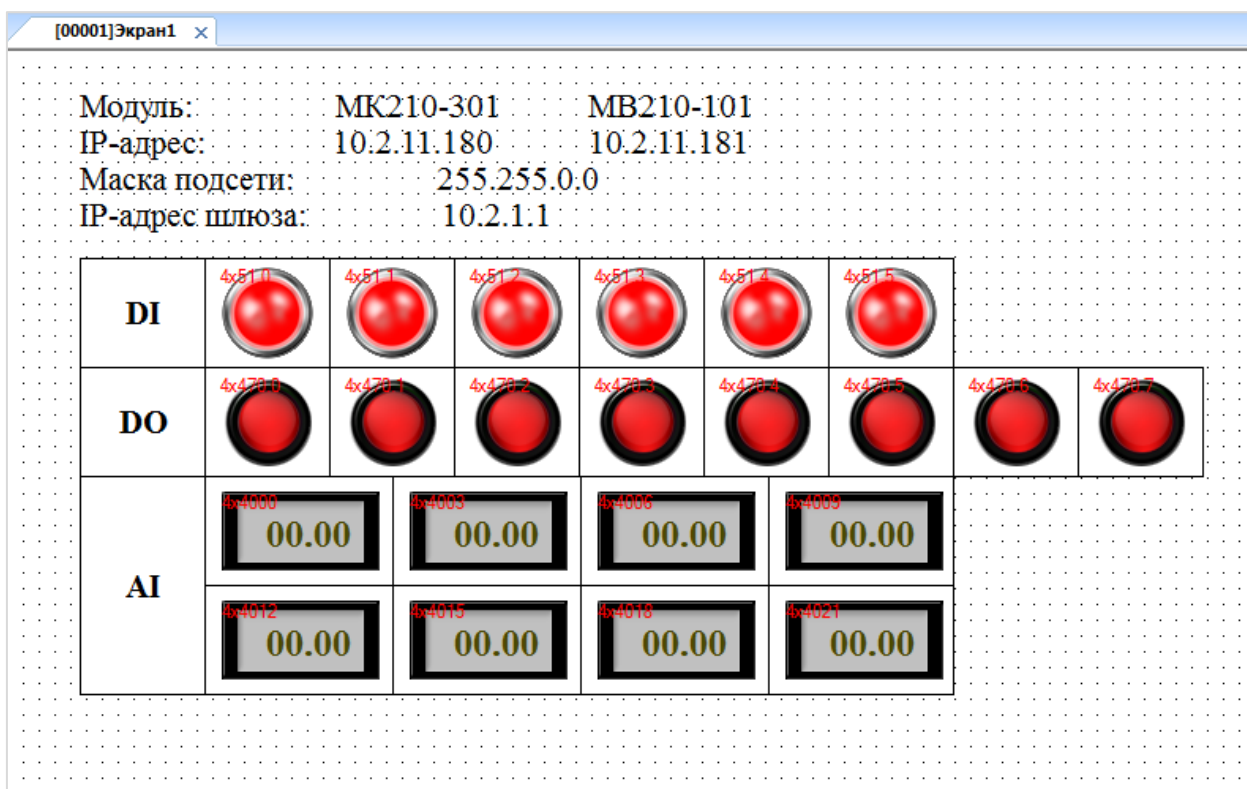 [00001]Экран1
Модуль: МК210-301 МВ210-101
IP-адрес: 10.2.11.180 10.2.11.181
Маска подсети: 255.255.0.0
IP-адрес шлюза: 10.2.1.1
4x51.0 4x51.1 4x51.2 4x51.3 4x51.4 4x51.5
DI
4x470.0 4x470.1 4x470.2 4x470.3 4x470.4 4x470.5 4x470.6 4x470.7
DO
4x4000 4x4003 4x4006 4x4009
00.00 00.00 00.00 00.00
AI
4x4012 4x4015 4x4018 4x4021
00.00 00.00 00.00 00.00